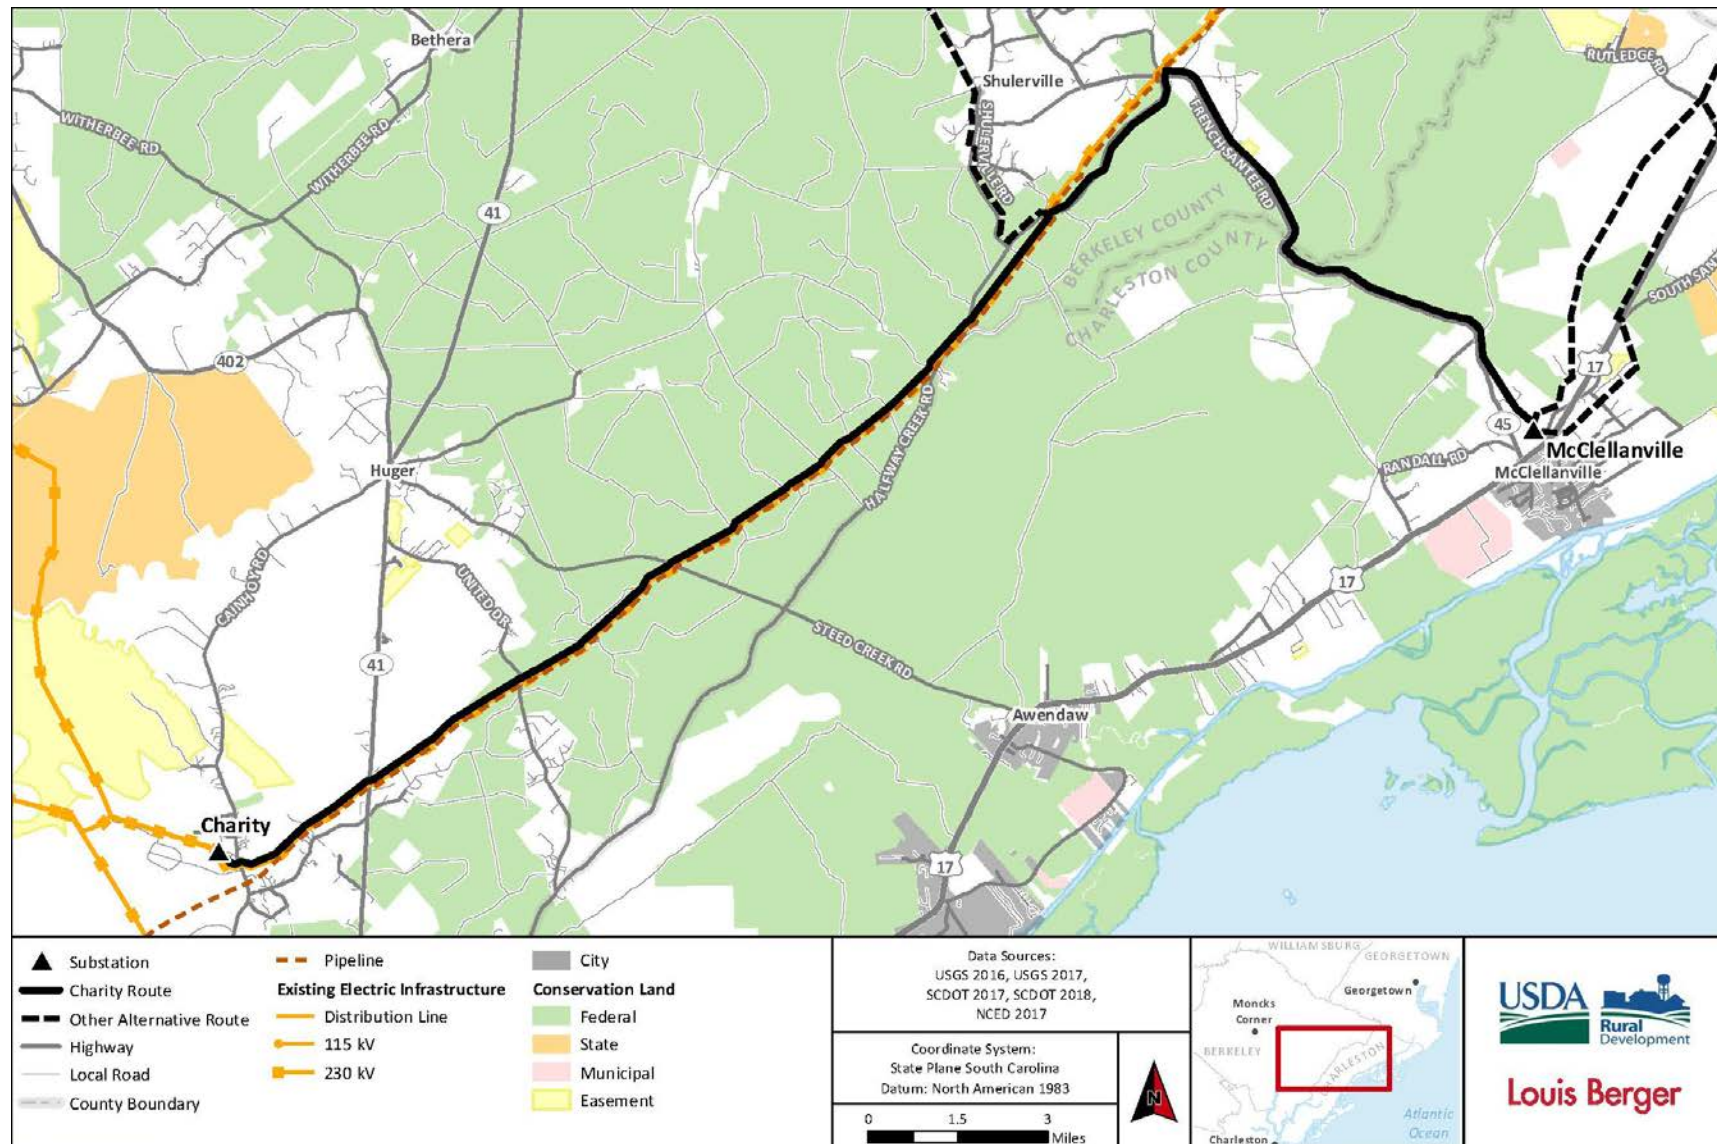 Bethera
WITHERBEE RD
WITHERBEE RD
41
Shulerville
SHULERVILLE RD
FRENCH SANTEE RD
RUTLEDGE RD
BERKELEY COUNTY
CHARLESTON COUNTY
SOUTH SANT
402
17
Huger
HALFWAY CREEK RD
45
McClellanville
McClellanville
RANDALL RD
CAINHOY RD
UNITED DR
17
41
STEED CREEK RD
Awendaw
Charity
17
Substation
Charity Route
Other Alternative Route
Highway
Local Road
County Boundary
Pipeline
Existing Electric Infrastructure
Distribution Line
115 kV
230 kV
City
Conservation Land
Federal
State
Municipal
Easement
Data Sources:
USGS 2016, USGS 2017,
SCDOT 2017, SCDOT 2018,
NCED 2017
Coordinate System:
State Plane South Carolina
Datum: North American 1983
0 1.5 3
Miles
N
WILLIAMSBURG
GEORGETOWN
Georgetown
Moncks
Corner
BERKELEY
CHARLESTON
Atlantic
Ocean
Charleston
USDA
Rural
Development
Louis Berger